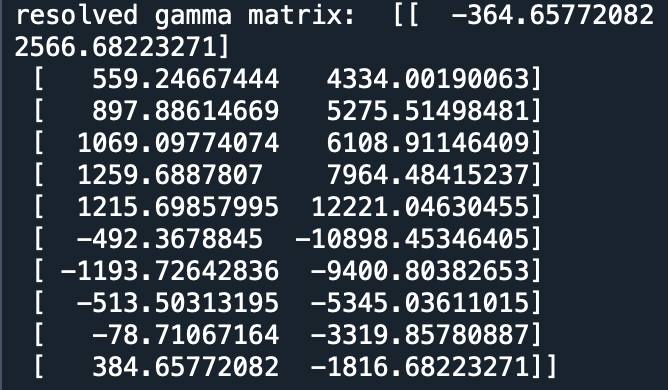 resolved gamma matrix:  [[  -364.65772082
2566.68223271]
 [   559.24667444   4334.00190063]
 [   897.88614669   5275.51498481]
 [  1069.09774074   6108.91146409]
 [  1259.6887807    7964.48415237]
 [  1215.69857995  12221.04630455]
 [  -492.3678845  -10898.45346405]
 [ -1193.72642836  -9400.80382653]
 [  -513.50313195  -5345.03611015]
 [   -78.71067164  -3319.85780887]
 [   384.65772082  -1816.68223271]]